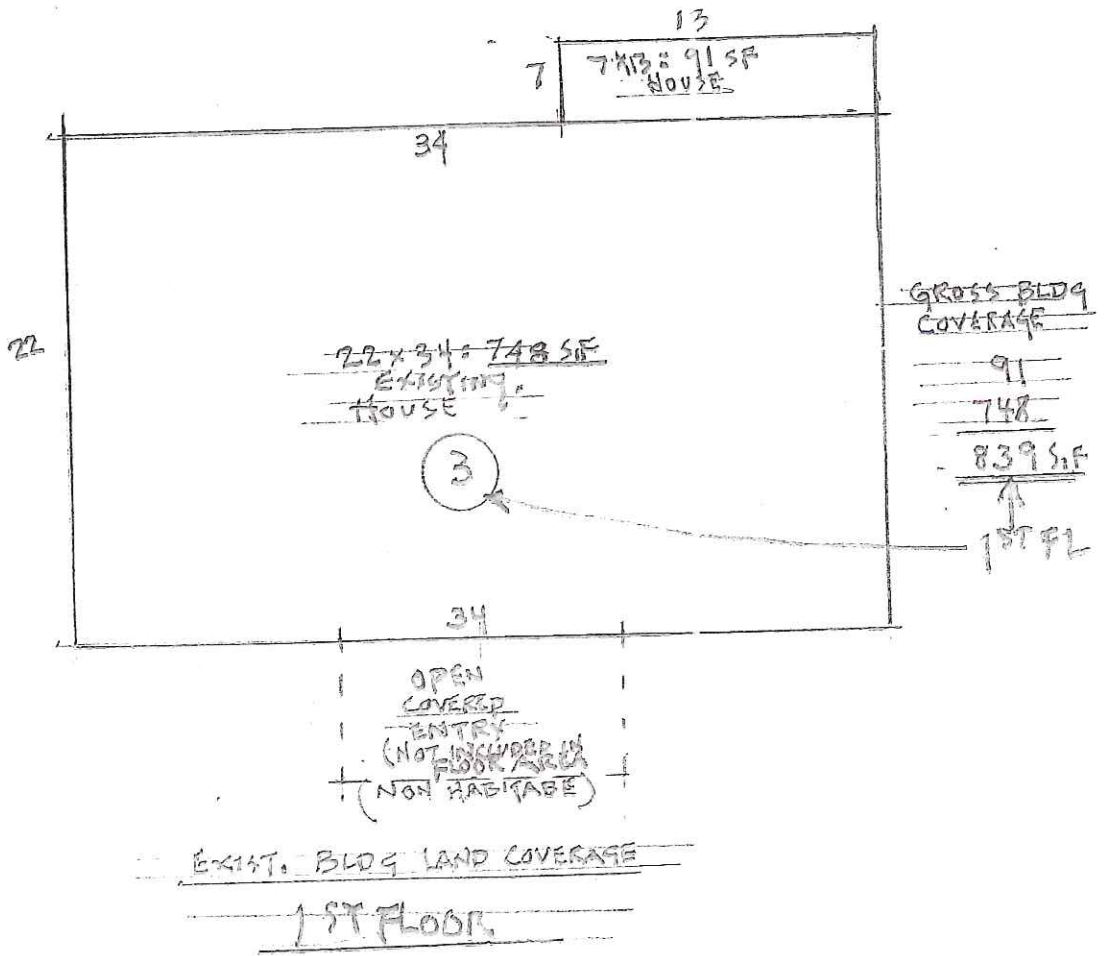 13
7
7X13 = 91 SF
HOUSE
34
22
22 x 34 = 748 S.F
EXISTING.
HOUSE
3
GROSS BLDG
COVERAGE
91
748
839 S.F
1ST FL
34
OPEN
COVERED
ENTRY
(NOT INCLUDED IN
FLOOR AREA
(NON HABITABE)
EXIST. BLDG LAND COVERAGE
1ST FLOOR